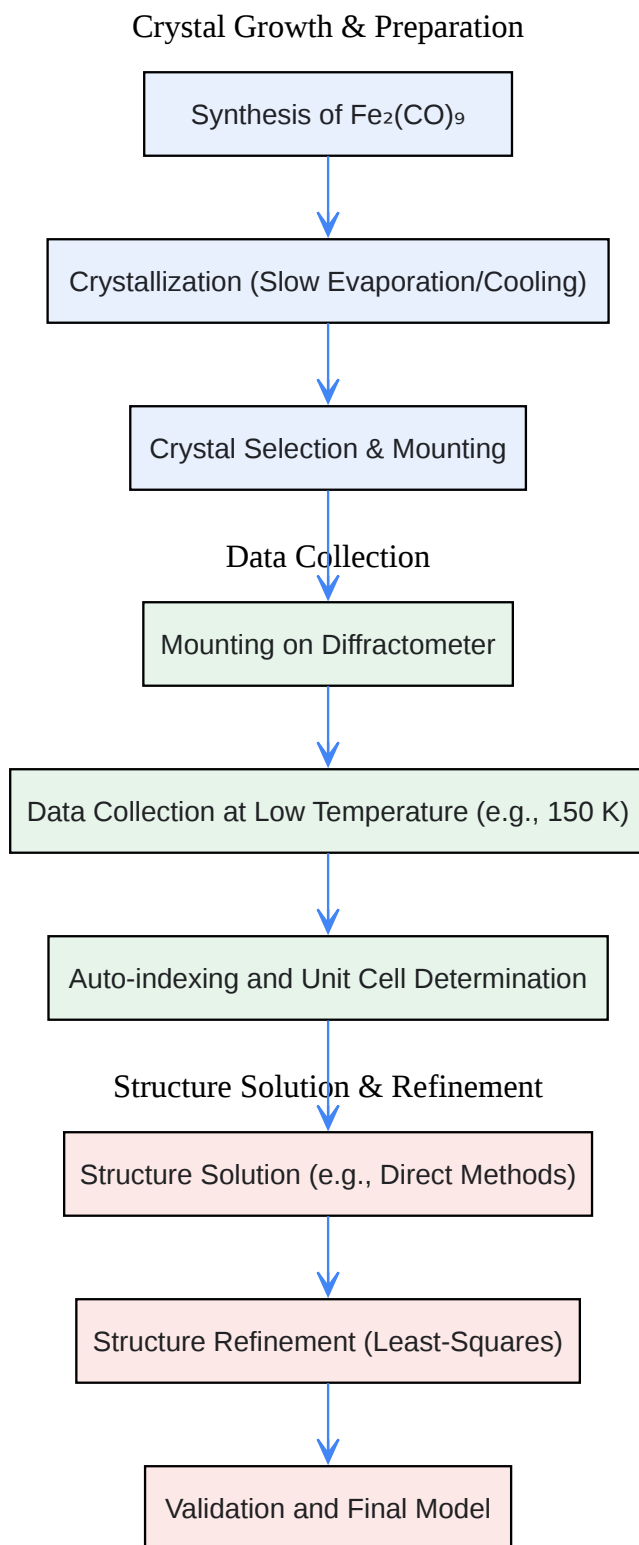 Crystal Growth & Preparation
Synthesis of Fe₂(CO)₉
Crystallization (Slow Evaporation/Cooling)
Crystal Selection & Mounting
Data Collection
Mounting on Diffractometer
Data Collection at Low Temperature (e.g., 150 K)
Auto-indexing and Unit Cell Determination
Structure Solution & Refinement
Structure Solution (e.g., Direct Methods)
Structure Refinement (Least-Squares)
Validation and Final Model